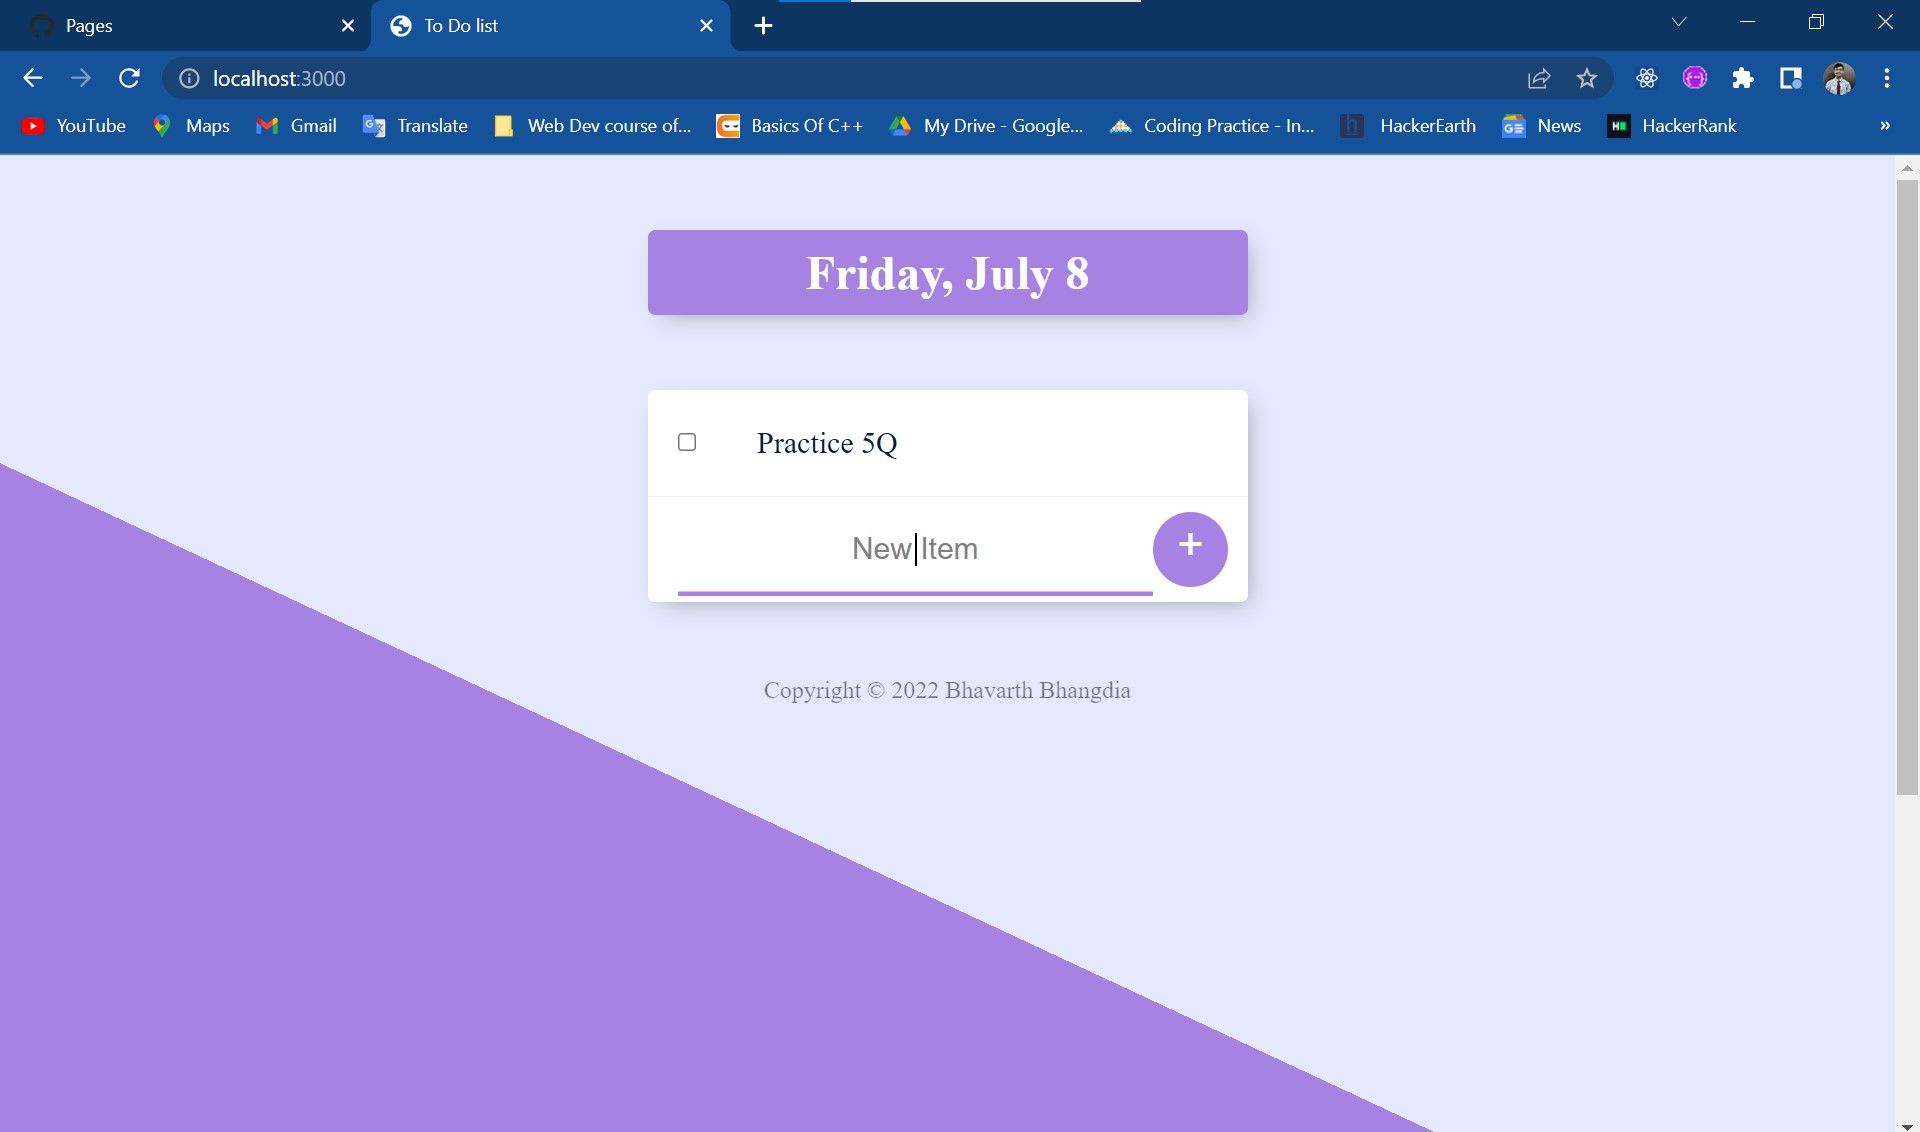 Pages
To Do list
localhost:3000
YouTube
Maps
Gmail
Translate
Web Dev course of...
Basics Of C++
My Drive - Google...
Coding Practice - In...
HackerEarth
News
HackerRank
Friday, July 8
Practice 5Q
New Item
+
Copyright © 2022 Bhavarth Bhangdia